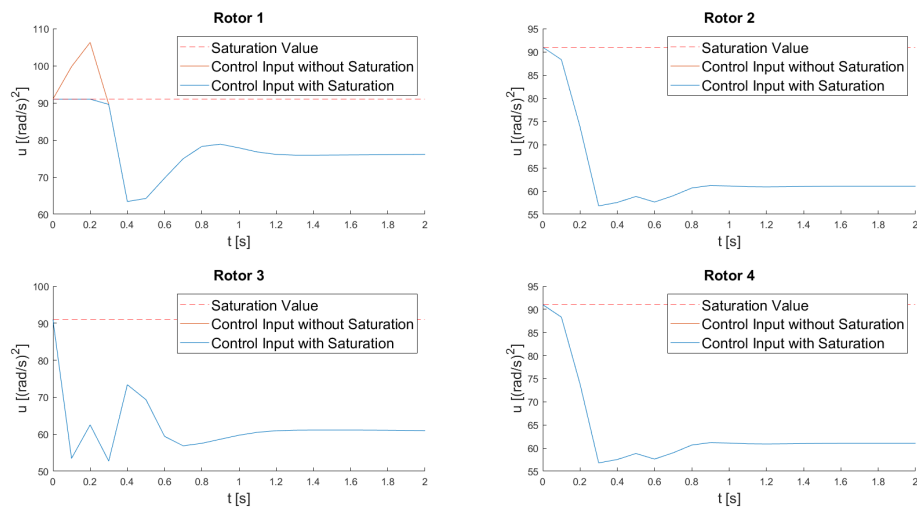 Rotor 1
110
100
90
80
70
60
u [(rad/s)^2]
0 0.2 0.4 0.6 0.8 1 1.2 1.4 1.6 1.8 2
t [s]
Saturation Value
Control Input without Saturation
Control Input with Saturation
Rotor 2
95
90
85
80
75
70
65
60
55
u [(rad/s)^2]
0 0.2 0.4 0.6 0.8 1 1.2 1.4 1.6 1.8 2
t [s]
Saturation Value
Control Input without Saturation
Control Input with Saturation
Rotor 3
100
90
80
70
60
50
u [(rad/s)^2]
0 0.2 0.4 0.6 0.8 1 1.2 1.4 1.6 1.8 2
t [s]
Saturation Value
Control Input without Saturation
Control Input with Saturation
Rotor 4
95
90
85
80
75
70
65
60
55
u [(rad/s)^2]
0 0.2 0.4 0.6 0.8 1 1.2 1.4 1.6 1.8 2
t [s]
Saturation Value
Control Input without Saturation
Control Input with Saturation